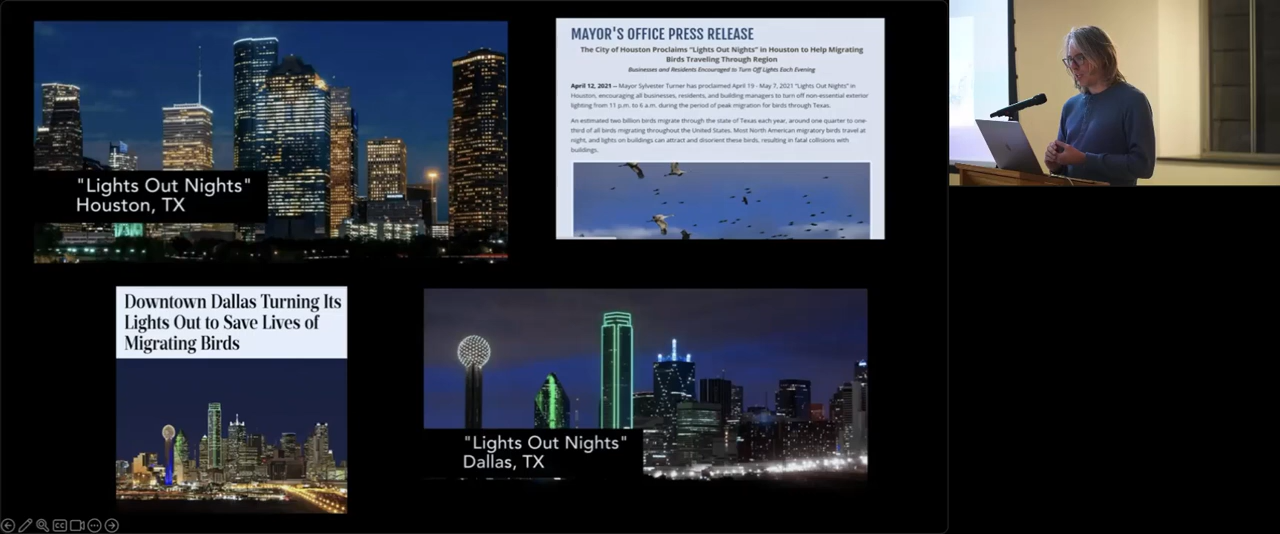 "Lights Out Nights"
Houston, TX
MAYOR'S OFFICE PRESS RELEASE
The City of Houston Proclaims "Lights Out Nights" in Houston to Help Migrating
Birds Traveling Through Region
Businesses and Residents Encouraged to Turn Off Lights Each Evening
April 12, 2021 – Mayor Sylvester Turner has proclaimed April 19 - May 7, 2021 "Lights Out Nights" in
Houston, encouraging all businesses, residents, and building managers to turn off non-essential exterior
lighting from 11 p.m. to 6 a.m. during the period of peak migration for birds through Texas.
An estimated two billion birds migrate through the state of Texas each year, around one quarter to one-
third of all birds migrating throughout the United States. Most North American migratory birds travel at
night, and lights on buildings can attract and disorient these birds, resulting in fatal collisions with
buildings.
Downtown Dallas Turning Its
Lights Out to Save Lives of
Migrating Birds
"Lights Out Nights"
Dallas, TX
CC